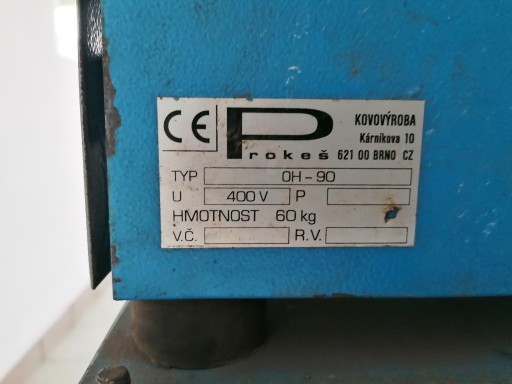 CE Prokeš KOVOVÝROBA
Kárníkova 10
621 00 BRNO CZ
TYP OH-90
U 400 V P
HMOTNOST 60 kg
V.Č. R.V.